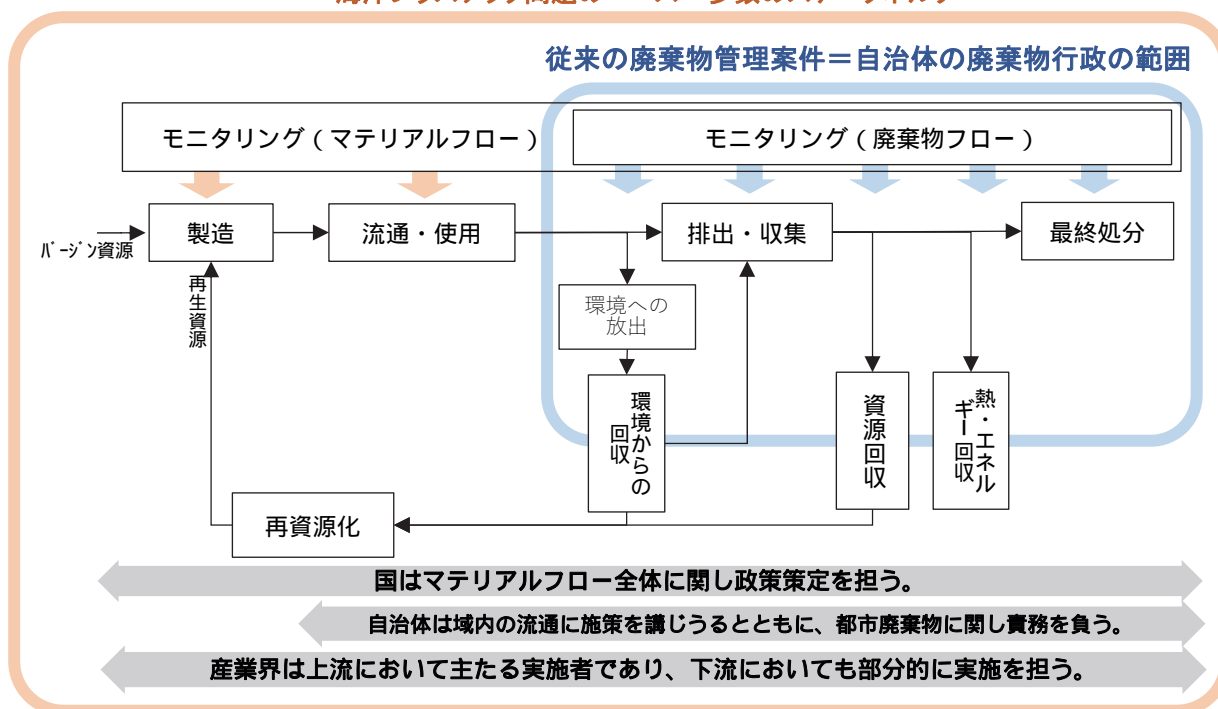 従来の廃棄物管理案件＝自治体の廃棄物行政の範囲
モニタリング（マテリアルフロー）
モニタリング（廃棄物フロー）
バージン資源
製造
流通・使用
排出・収集
最終処分
再生資源
環境への
放出
環境からの
回収
資源回収
熱・エネル
ギー回収
再資源化
国はマテリアルフロー全体に関し政策策定を担う。
自治体は域内の流通に施策を講じうるとともに、都市廃棄物に関し責務を負う。
産業界は上流において主たる実施者であり、下流においても部分的に実施を担う。